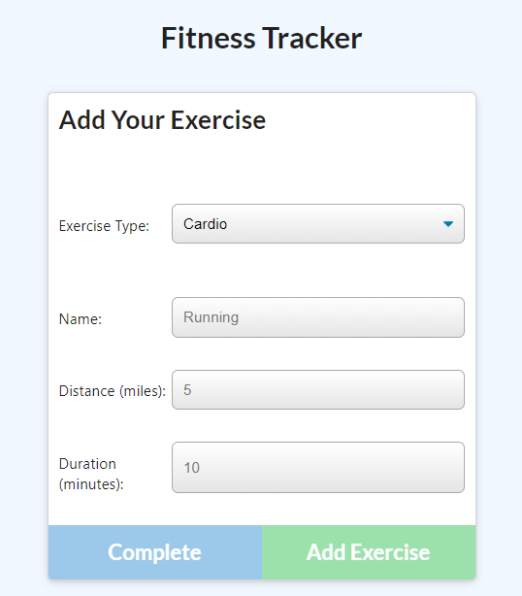 Fitness Tracker
Add Your Exercise
Exercise Type: Cardio
Name: Running
Distance (miles): 5
Duration
(minutes): 10
Complete Add Exercise